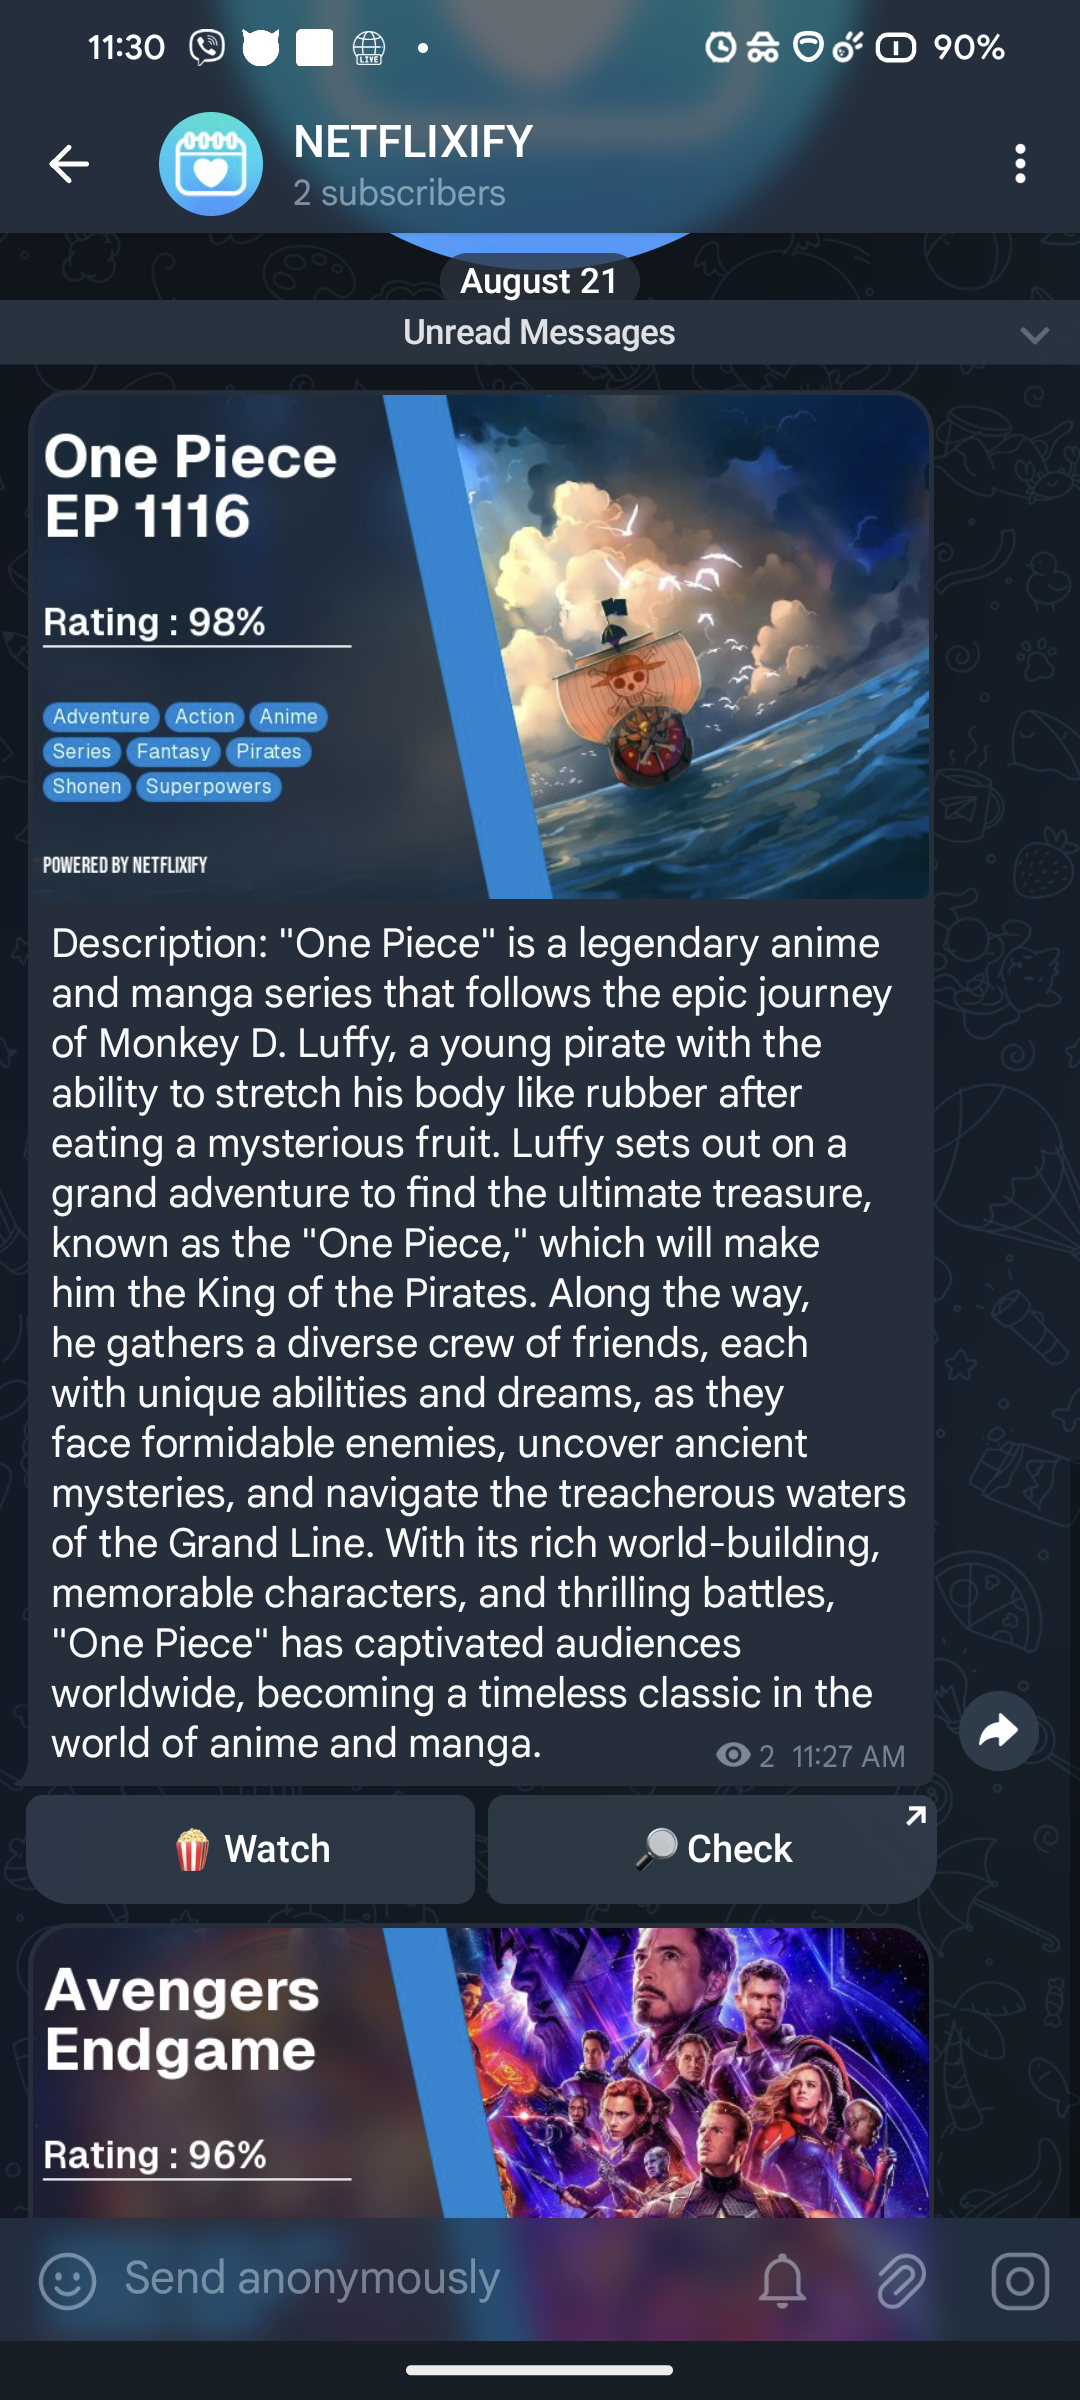 11:30
LIVE
90%
NETFLIXIFY
2 subscribers
August 21
Unread Messages
One Piece
EP 1116
Rating : 98%
Adventure Action Anime
Series Fantasy Pirates
Shonen Superpowers
POWERED BY NETFLIXIFY
Description: "One Piece" is a legendary anime
and manga series that follows the epic journey
of Monkey D. Luffy, a young pirate with the
ability to stretch his body like rubber after
eating a mysterious fruit. Luffy sets out on a
grand adventure to find the ultimate treasure,
known as the "One Piece," which will make
him the King of the Pirates. Along the way,
he gathers a diverse crew of friends, each
with unique abilities and dreams, as they
face formidable enemies, uncover ancient
mysteries, and navigate the treacherous waters
of the Grand Line. With its rich world-building,
memorable characters, and thrilling battles,
"One Piece" has captivated audiences
worldwide, becoming a timeless classic in the
world of anime and manga.
2 11:27 AM
Watch
Check
Avengers
Endgame
Rating : 96%
Send anonymously